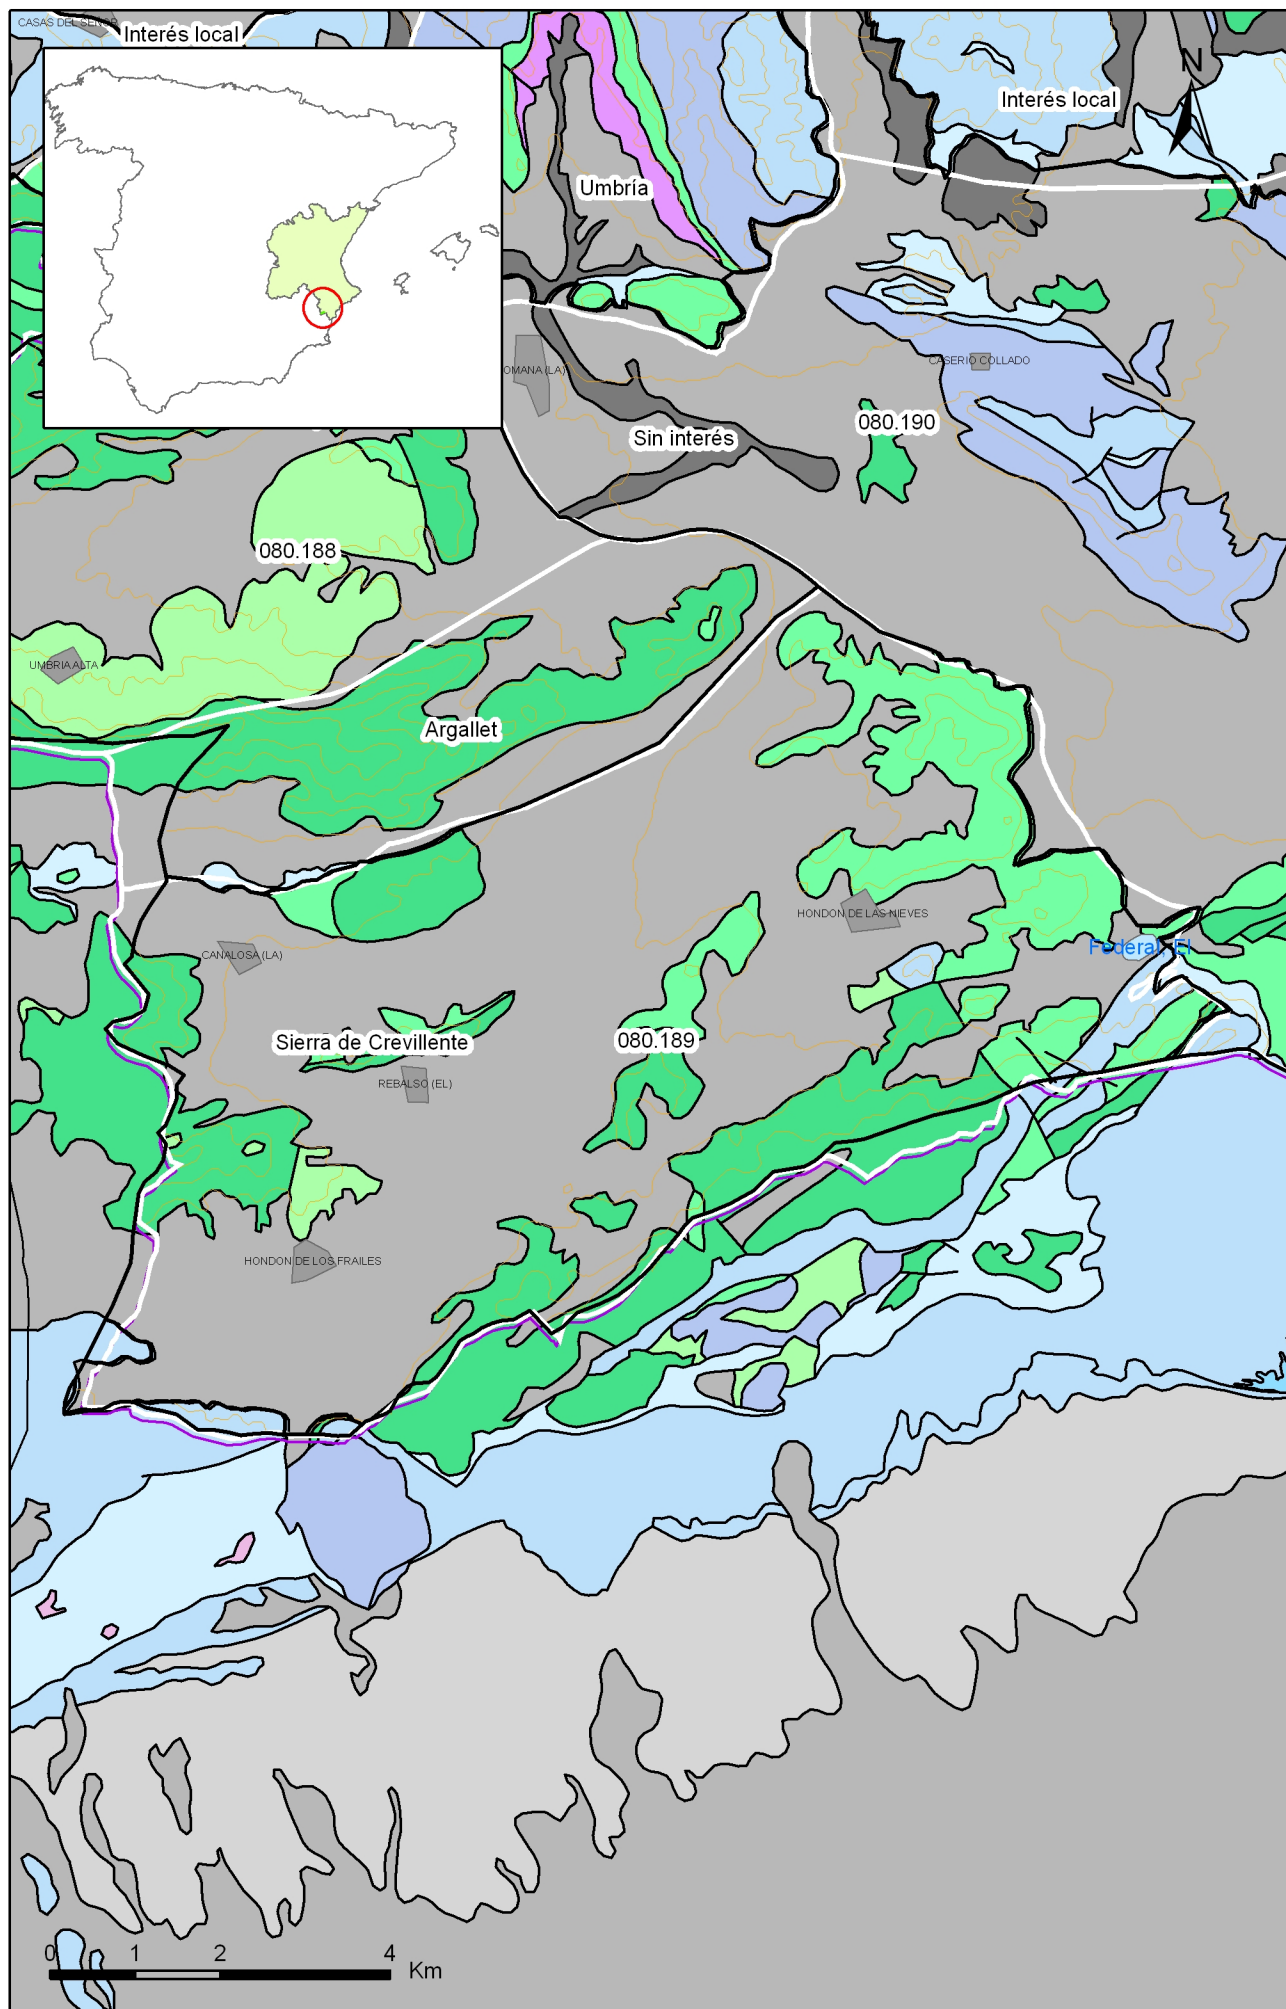 CASAS DEL SEÑOR
Interés local
N
Interés local
Umbría
CASERIO COLLADO
ROMANA (LA)
080.190
Sin interés
080.188
UMBRIA ALTA
Argallet
HONDON DE LAS NIEVES
Federal, El
CANALOSA (LA)
Sierra de Crevillente
080.189
REBALSO (EL)
HONDON DE LOS FRAILES
0 1 2 4
Km